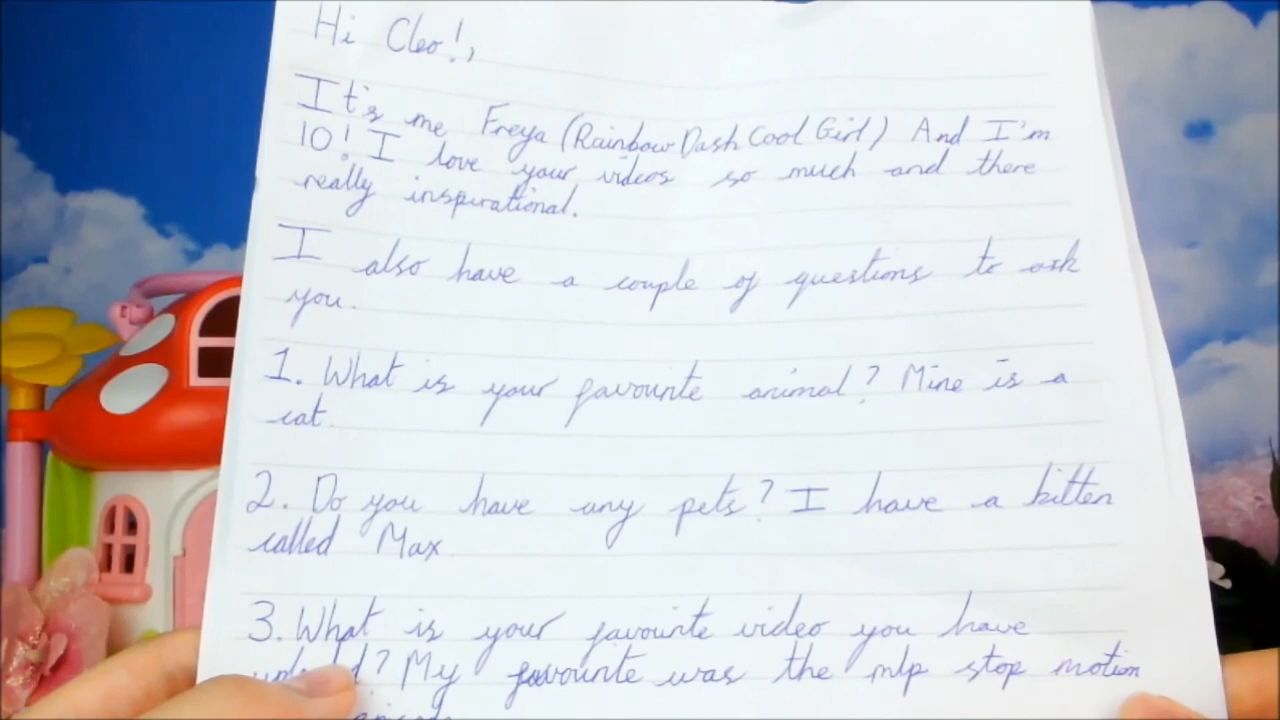 Hi Cleo!,
It's me Freya (Rainbow Dash Cool Girl) And I'm
10! I love your videos so much and there
really inspirational.
I also have a couple of questions to ask
you.
1. What is your favourite animal? Mine is a
cat.
2. Do you have any pets? I have a kitten
called Max
3. What is your favourite video you have
? My favourite was the mlp stop motion